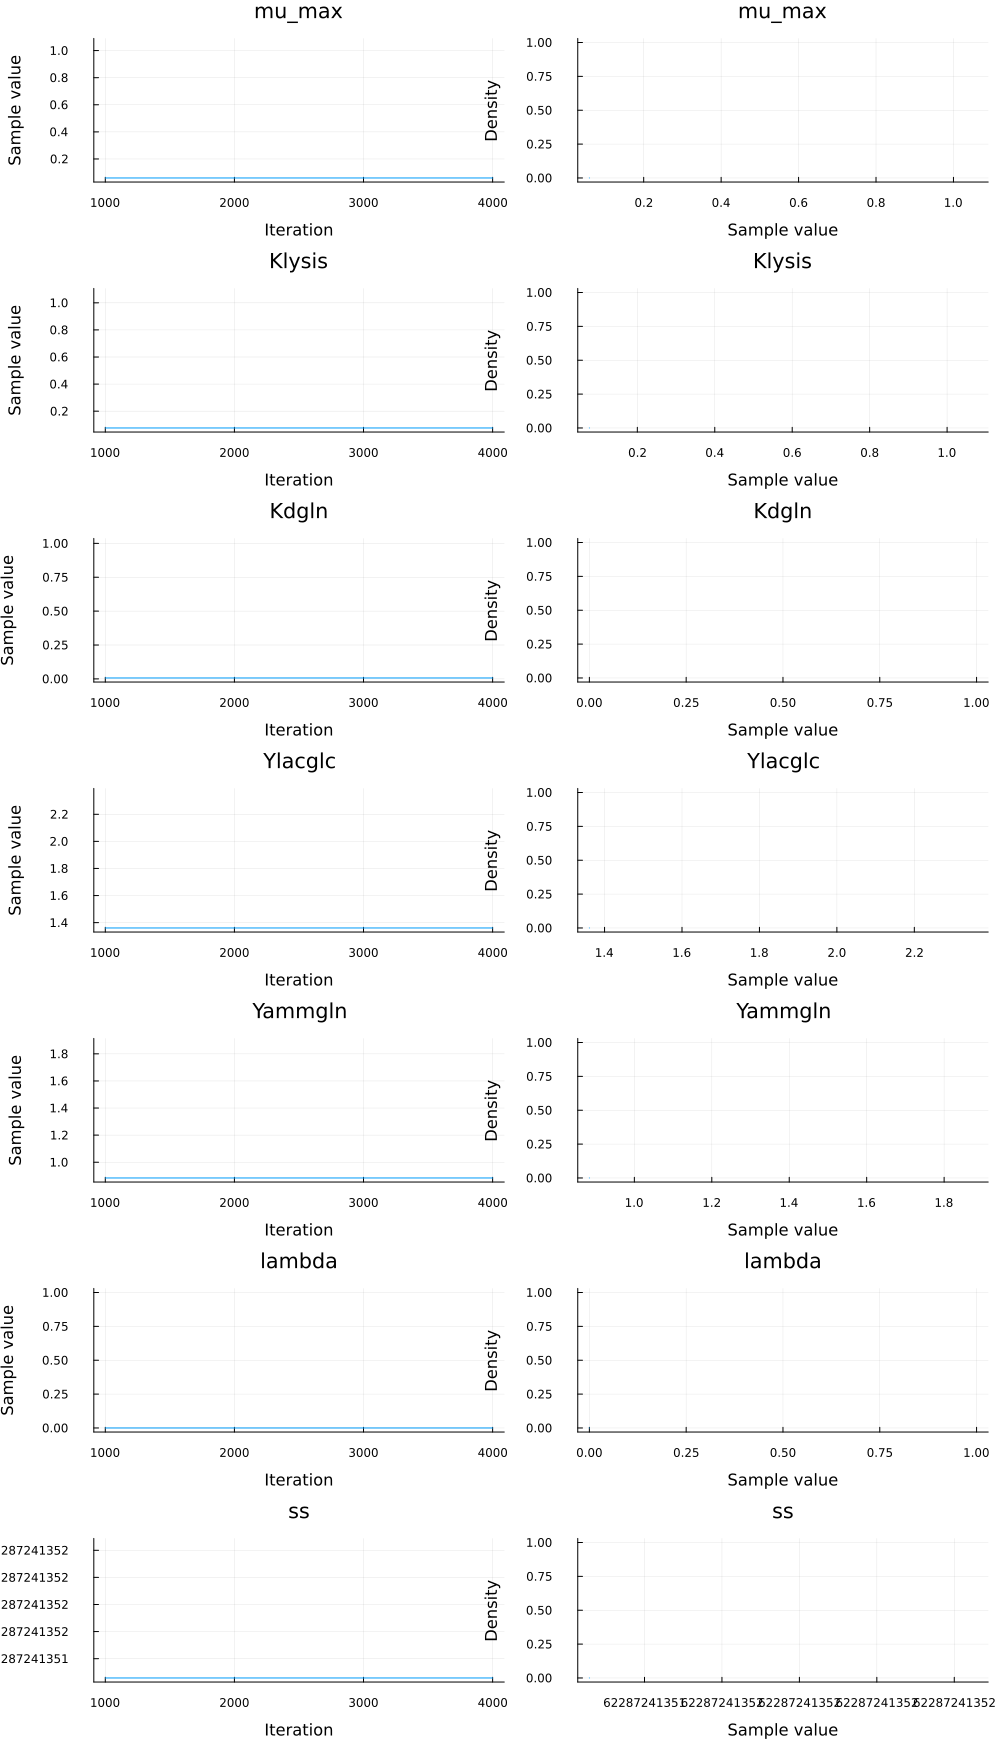 mu_max
mu_max
Sample value
1.0
0.8
0.6
0.4
0.2
1000 2000 3000 4000
Iteration
Density
1.00
0.75
0.50
0.25
0.00
0.2 0.4 0.6 0.8 1.0
Sample value
Klysis
Klysis
Sample value
1.0
0.8
0.6
0.4
0.2
1000 2000 3000 4000
Iteration
Density
1.00
0.75
0.50
0.25
0.00
0.2 0.4 0.6 0.8 1.0
Sample value
Kdgln
Kdgln
Sample value
1.00
0.75
0.50
0.25
0.00
1000 2000 3000 4000
Iteration
Density
1.00
0.75
0.50
0.25
0.00
0.00 0.25 0.50 0.75 1.00
Sample value
Ylacglc
Ylacglc
Sample value
2.2
2.0
1.8
1.6
1.4
1000 2000 3000 4000
Iteration
Density
1.00
0.75
0.50
0.25
0.00
1.4 1.6 1.8 2.0 2.2
Sample value
Yammgln
Yammgln
Sample value
1.8
1.6
1.4
1.2
1.0
1000 2000 3000 4000
Iteration
Density
1.00
0.75
0.50
0.25
0.00
1.0 1.2 1.4 1.6 1.8
Sample value
lambda
lambda
Sample value
1.00
0.75
0.50
0.25
0.00
1000 2000 3000 4000
Iteration
Density
1.00
0.75
0.50
0.25
0.00
0.00 0.25 0.50 0.75 1.00
Sample value
ss
ss
287241352
287241352
287241352
287241352
287241351
1000 2000 3000 4000
Iteration
Density
1.00
0.75
0.50
0.25
0.00
62287241351 62287241352 62287241352 62287241352 62287241352
Sample value